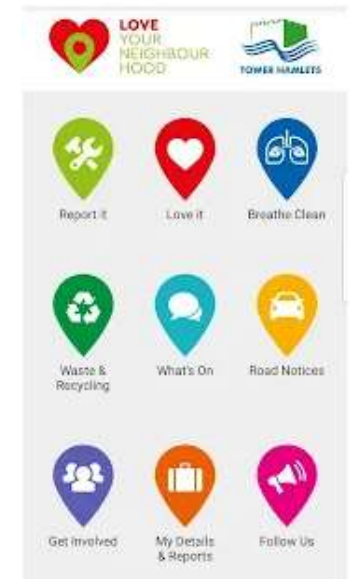 LOVE
YOUR
NEIGHBOUR
HOOD
TOWER HAMLETS
Report it
Love it
Breathe Clean
Waste &
Recycling
What's On
Road Notices
Get Involved
My Details
& Reports
Follow Us